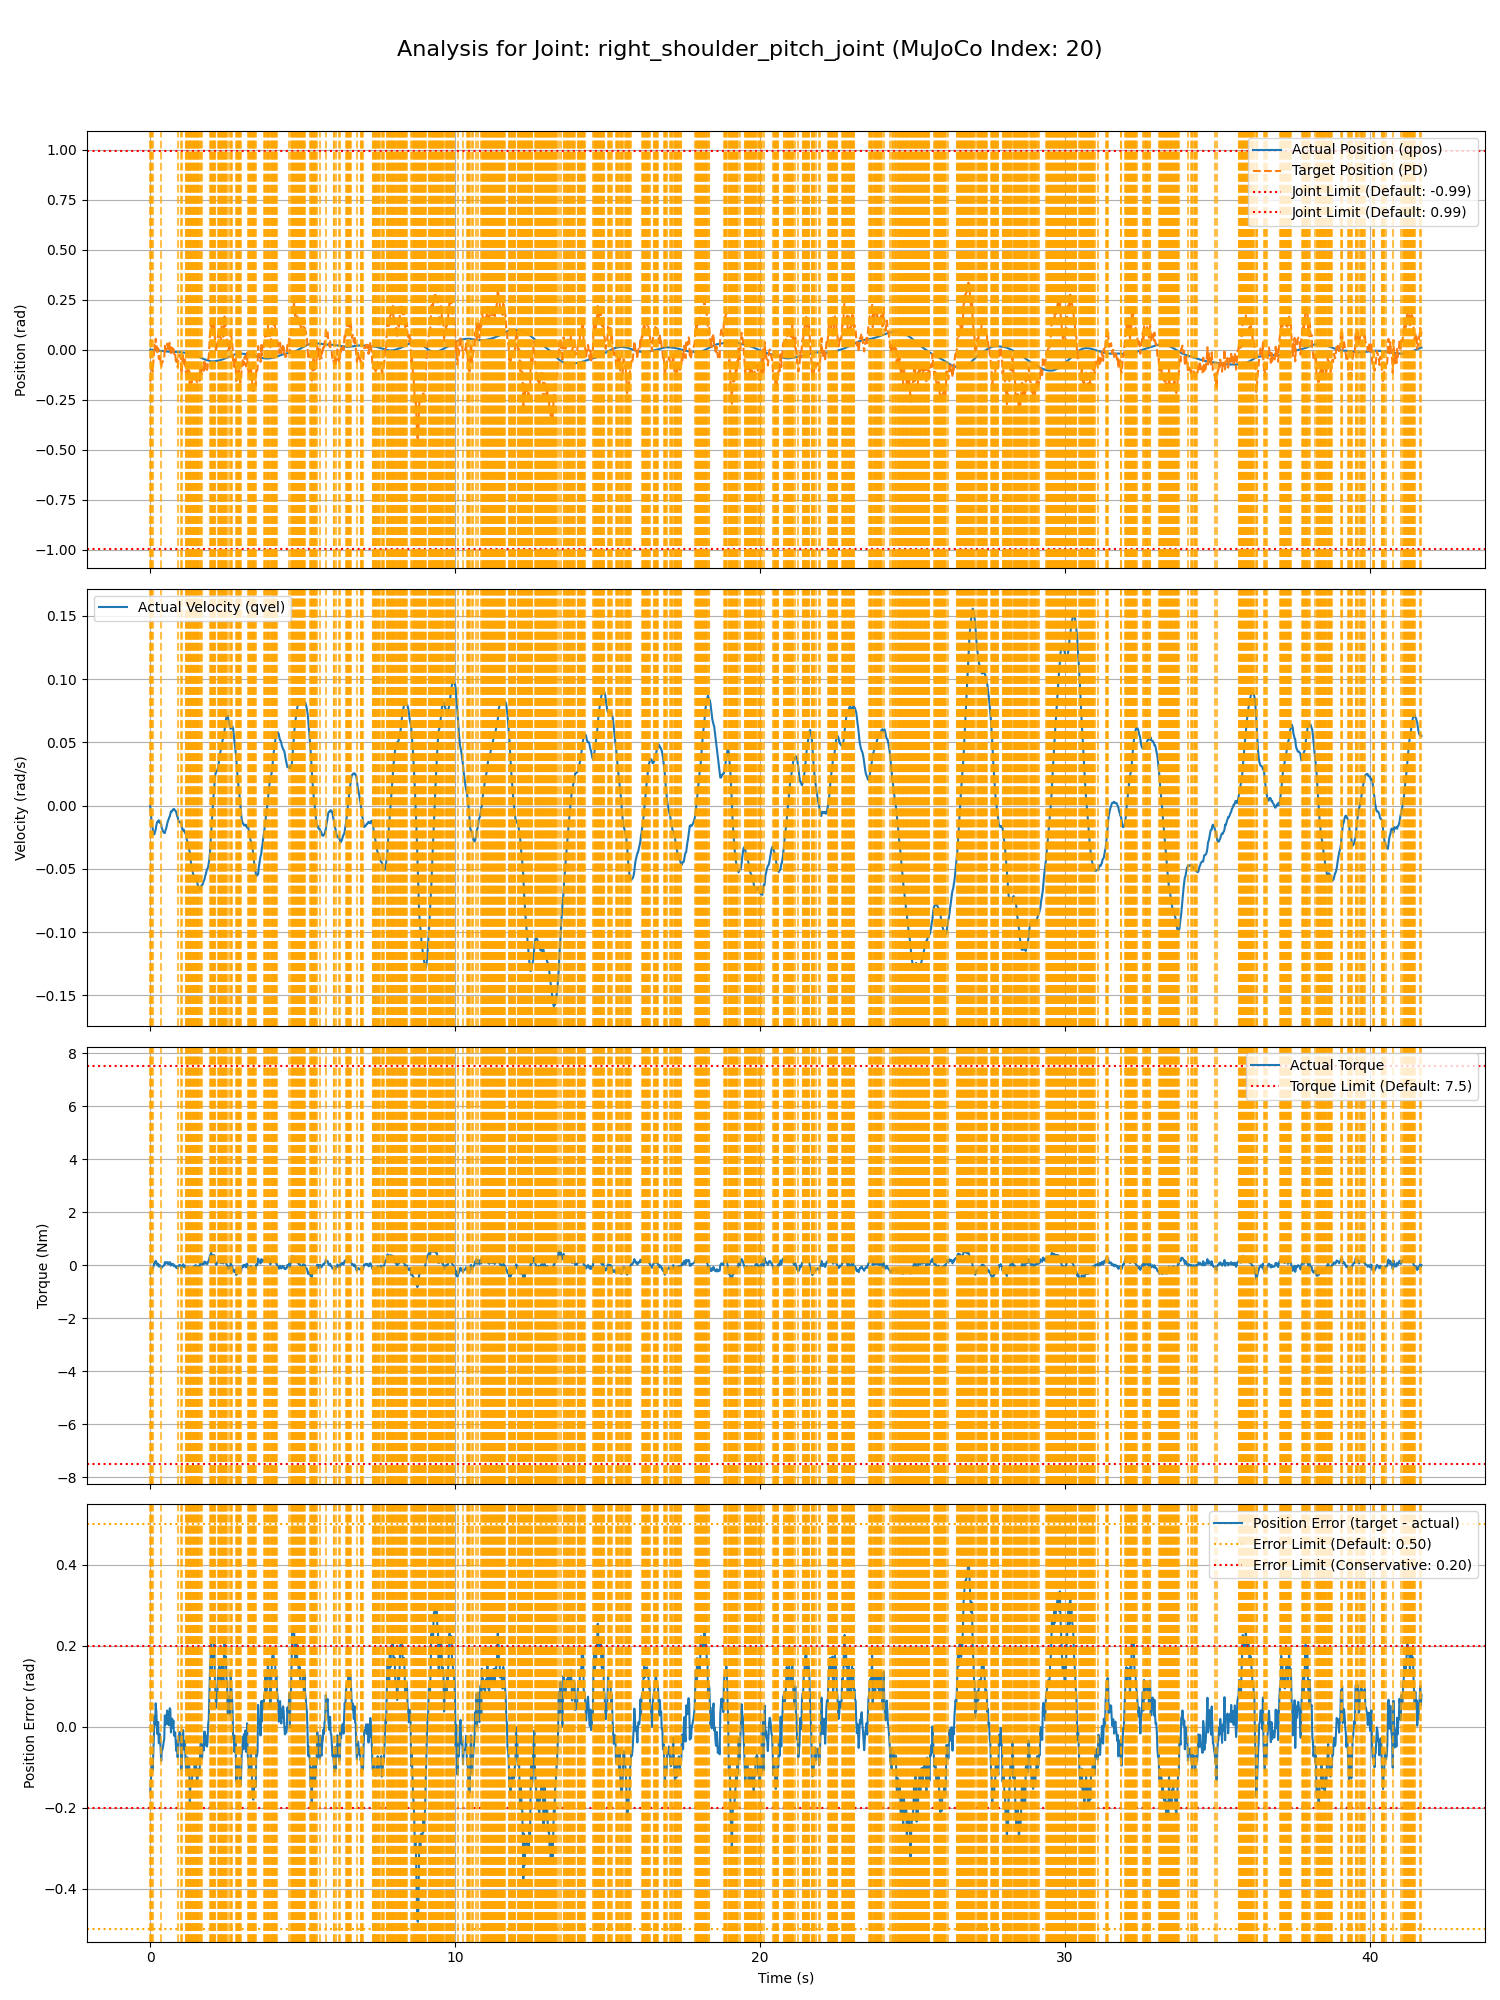 Analysis for Joint: right_shoulder_pitch_joint (MuJoCo Index: 20)
1.00
0.75
0.50
0.25
0.00
−0.25
−0.50
−0.75
−1.00
Position (rad)
Actual Position (qpos)
Target Position (PD)
Joint Limit (Default: -0.99)
Joint Limit (Default: 0.99)
0.15
0.10
0.05
0.00
−0.05
−0.10
−0.15
Velocity (rad/s)
Actual Velocity (qvel)
8
6
4
2
0
−2
−4
−6
−8
Torque (Nm)
Actual Torque
Torque Limit (Default: 7.5)
0.4
0.2
0.0
−0.2
−0.4
Position Error (rad)
Position Error (target - actual)
Error Limit (Default: 0.50)
Error Limit (Conservative: 0.20)
0
10
20
30
40
Time (s)